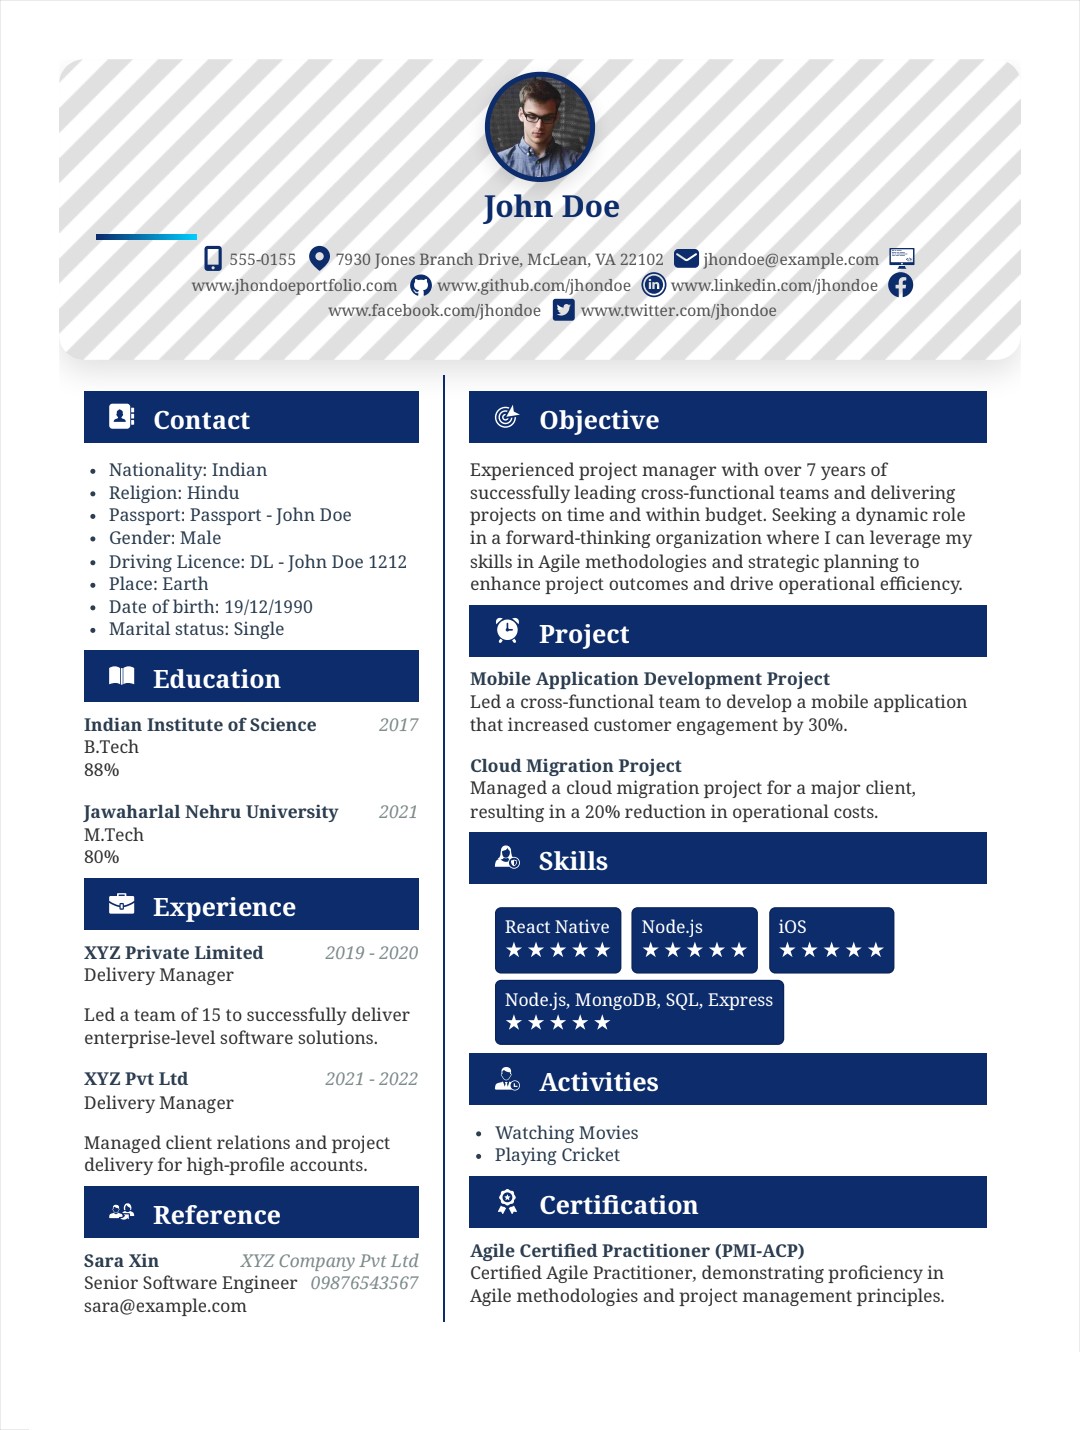 John Doe
555-0155 7930 Jones Branch Drive, McLean, VA 22102 jhondoe@example.com
www.jhondoeportfolio.com www.github.com/jhondoe www.linkedin.com/jhondoe
www.facebook.com/jhondoe www.twitter.com/jhondoe
Contact
• Nationality: Indian
• Religion: Hindu
• Passport: Passport - John Doe
• Gender: Male
• Driving Licence: DL - John Doe 1212
• Place: Earth
• Date of birth: 19/12/1990
• Marital status: Single
Education
Indian Institute of Science 2017
B.Tech
88%
Jawaharlal Nehru University 2021
M.Tech
80%
Experience
XYZ Private Limited 2019 - 2020
Delivery Manager
Led a team of 15 to successfully deliver
enterprise-level software solutions.
XYZ Pvt Ltd 2021 - 2022
Delivery Manager
Managed client relations and project
delivery for high-profile accounts.
Reference
Sara Xin XYZ Company Pvt Ltd
Senior Software Engineer 09876543567
sara@example.com
Objective
Experienced project manager with over 7 years of
successfully leading cross-functional teams and delivering
projects on time and within budget. Seeking a dynamic role
in a forward-thinking organization where I can leverage my
skills in Agile methodologies and strategic planning to
enhance project outcomes and drive operational efficiency.
Project
Mobile Application Development Project
Led a cross-functional team to develop a mobile application
that increased customer engagement by 30%.
Cloud Migration Project
Managed a cloud migration project for a major client,
resulting in a 20% reduction in operational costs.
Skills
React Native Node.js iOS
★★★★★ ★★★★★ ★★★★★
Node.js, MongoDB, SQL, Express
★★★★★
Activities
• Watching Movies
• Playing Cricket
Certification
Agile Certified Practitioner (PMI-ACP)
Certified Agile Practitioner, demonstrating proficiency in
Agile methodologies and project management principles.